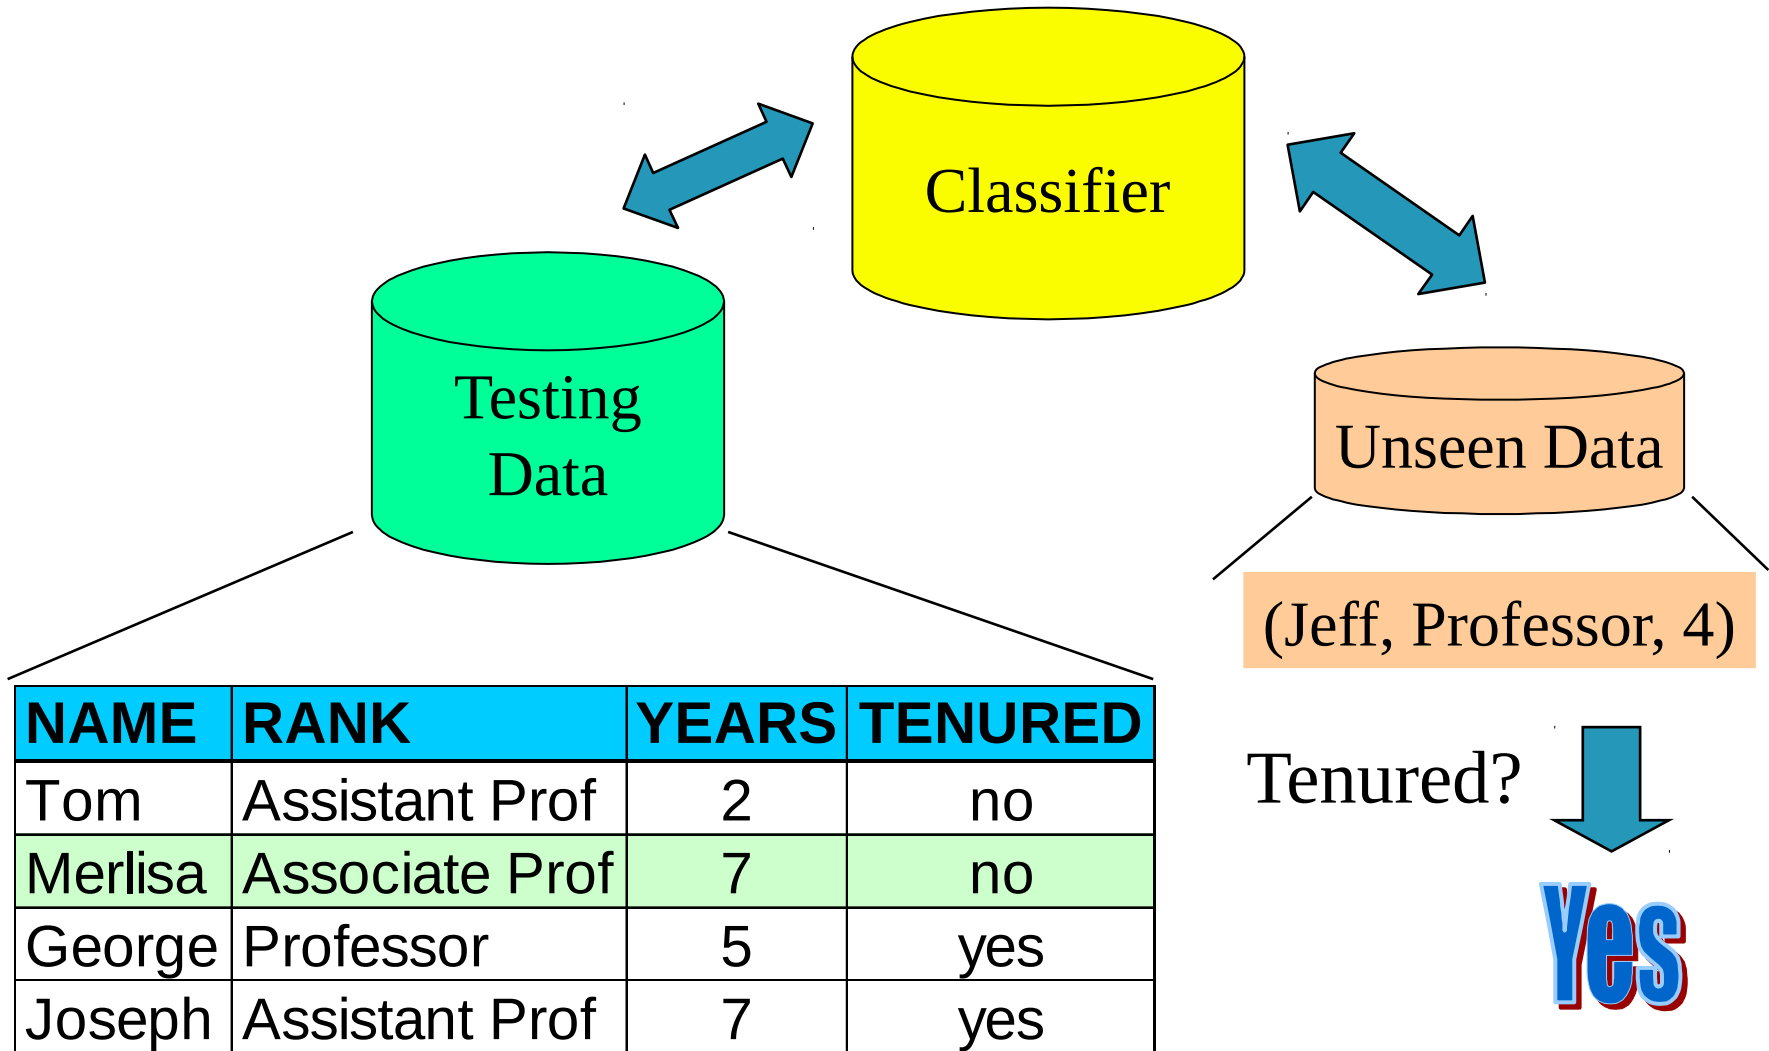 Classifier
Testing
Data
Unseen Data
(Jeff, Professor, 4)
NAME RANK YEARS TENURED
Tom Assistant Prof 2 no
Merlisa Associate Prof 7 no
George Professor 5 yes
Joseph Assistant Prof 7 yes
Tenured?
Yes